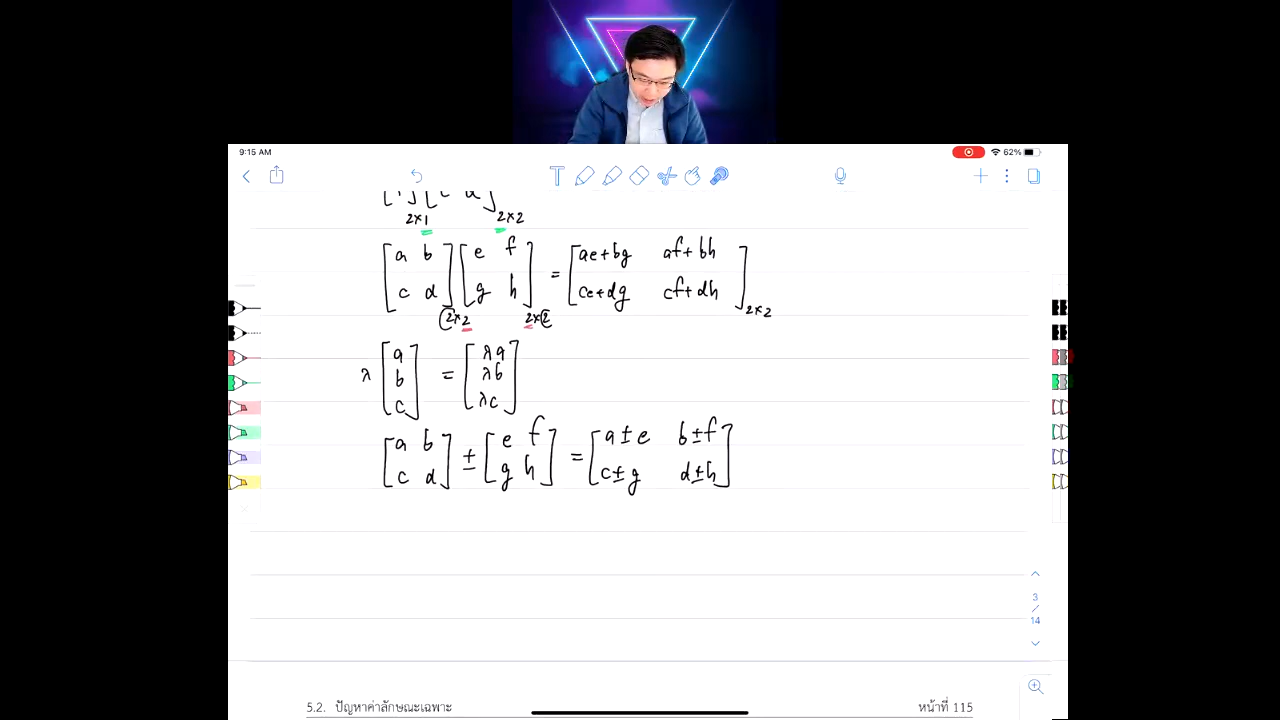 9:15 AM 62%
T
2×1 2×2
[a b; c d] [e f; g h] = [ae+bg af+bh; ce+dg cf+dh] 2×2
2×2 2×2
λ [a; b; c] = [λa; λb; λc]
[a b; c d] ± [e f; g h] = [a±e b±f; c±g d±h]
3
/
14
5.2. ปัญหาค่าลักษณะเฉพาะ หน้าที่ 115